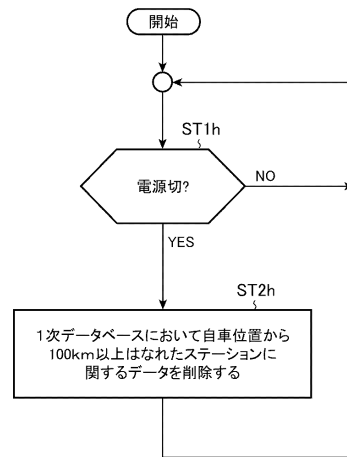 開始
ST1h
電源切?
NO
YES
ST2h
1次データベースにおいて自車位置から
100km以上はなれたステーションに
関するデータを削除する